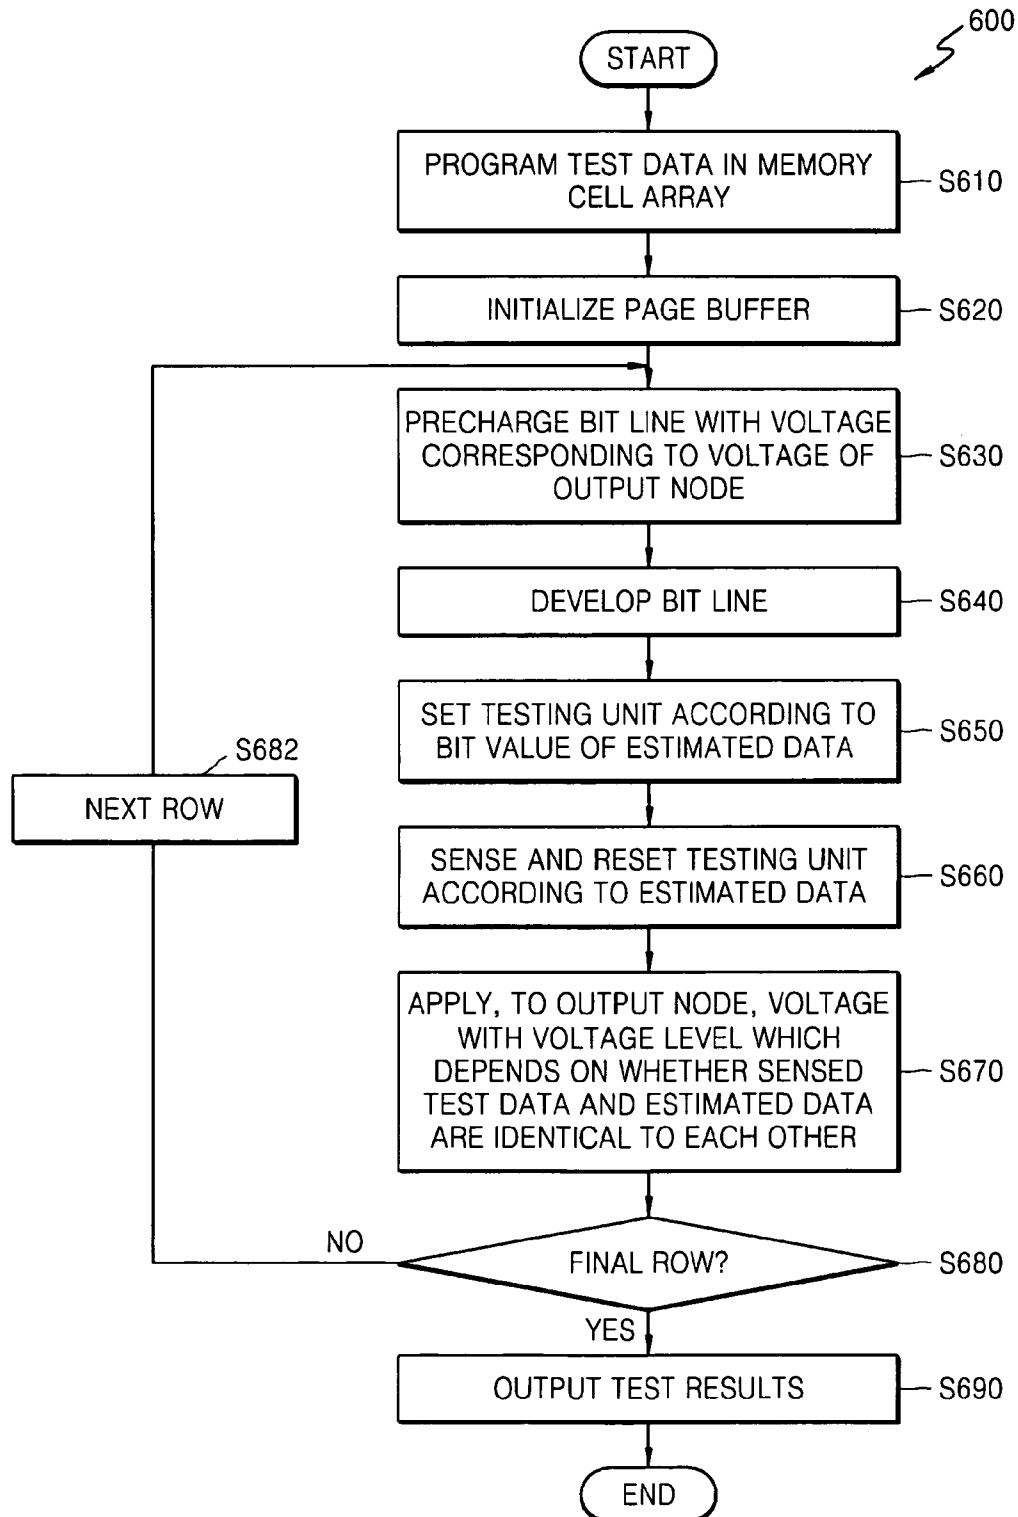 600
START
PROGRAM TEST DATA IN MEMORY
CELL ARRAY
S610
INITIALIZE PAGE BUFFER
S620
PRECHARGE BIT LINE WITH VOLTAGE
CORRESPONDING TO VOLTAGE OF
OUTPUT NODE
S630
DEVELOP BIT LINE
S640
SET TESTING UNIT ACCORDING TO
BIT VALUE OF ESTIMATED DATA
S650
S682
NEXT ROW
SENSE AND RESET TESTING UNIT
ACCORDING TO ESTIMATED DATA
S660
APPLY, TO OUTPUT NODE, VOLTAGE
WITH VOLTAGE LEVEL WHICH
DEPENDS ON WHETHER SENSED
TEST DATA AND ESTIMATED DATA
ARE IDENTICAL TO EACH OTHER
S670
NO
FINAL ROW?
S680
YES
OUTPUT TEST RESULTS
S690
END